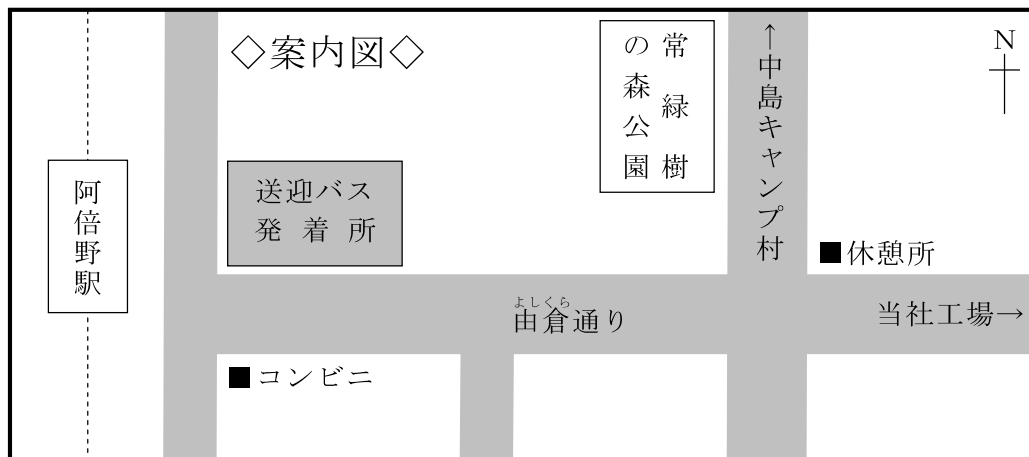 ◇案内図◇
N
阿倍野駅
送迎バス
発着所
常緑樹
の森公園
↑中島キャンプ村
■休憩所
よしくら
由倉通り
当社工場→
■コンビニ